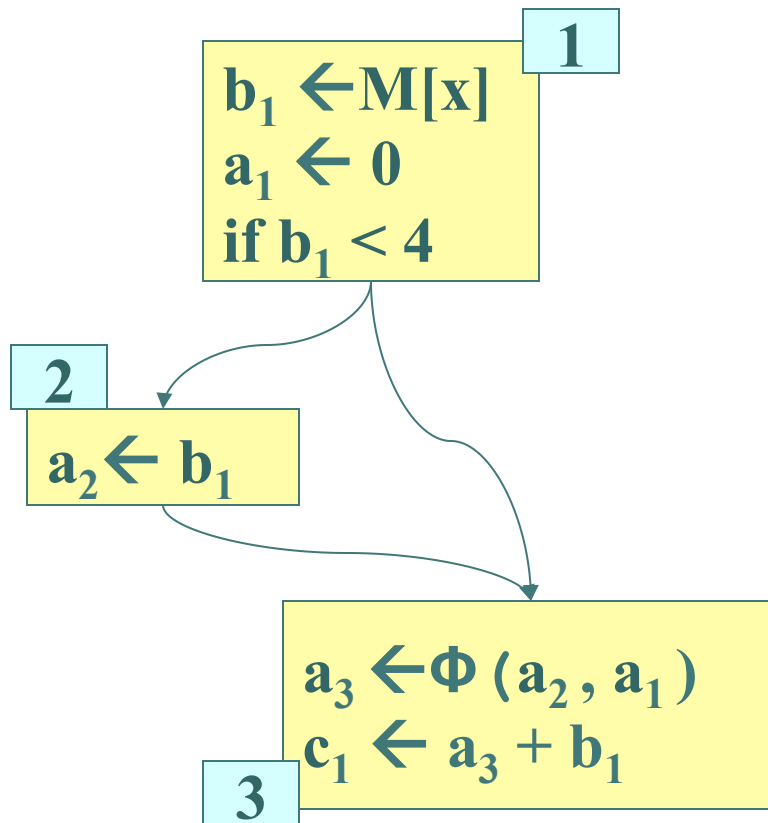 1
b₁ ←M[x]
a₁ ← 0
if b₁ < 4
2
a₂← b₁
a₃ ←Φ(a₂, a₁)
c₁ ← a₃ + b₁
3